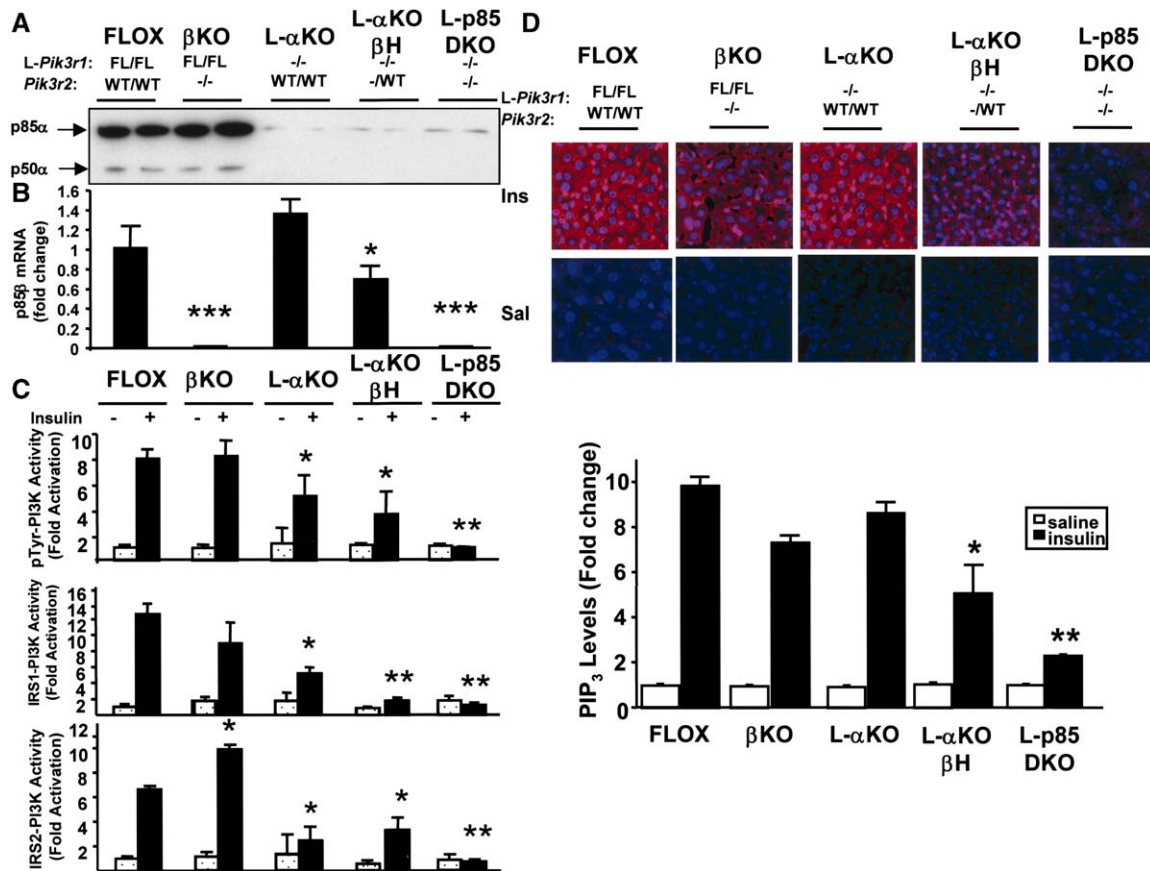 A
FLOX βKO L-αKO L-αKO βH L-p85 DKO
L-Pik3r1: FL/FL FL/FL -/- -/- -/-
Pik3r2: WT/WT -/- WT/WT -/WT -/-
p85α
p50α
B
p85β mRNA
(fold change)
1.6
1.4
1.2
1
0.8
0.6
0.4
0.2
0
*** * ***
C
FLOX βKO L-αKO L-αKO βH L-p85 DKO
Insulin - + - + - + - + - +
pTyr-PI3K Activity
(Fold Activation)
10
8
6
4
2
* * **
IRS1-PI3K Activity
(Fold Activation)
16
14
12
10
8
6
4
2
* ** **
IRS2-PI3K Activity
(Fold Activation)
12
10
8
6
4
2
* * * **
D
FLOX βKO L-αKO L-αKO βH L-p85 DKO
L-Pik3r1: FL/FL FL/FL -/- -/- -/-
Pik3r2: WT/WT -/- WT/WT -/WT -/-
Ins
Sal
PIP3 Levels (Fold change)
10
8
6
4
2
0
* **
saline
insulin
FLOX βKO L-αKO L-αKO βH L-p85 DKO